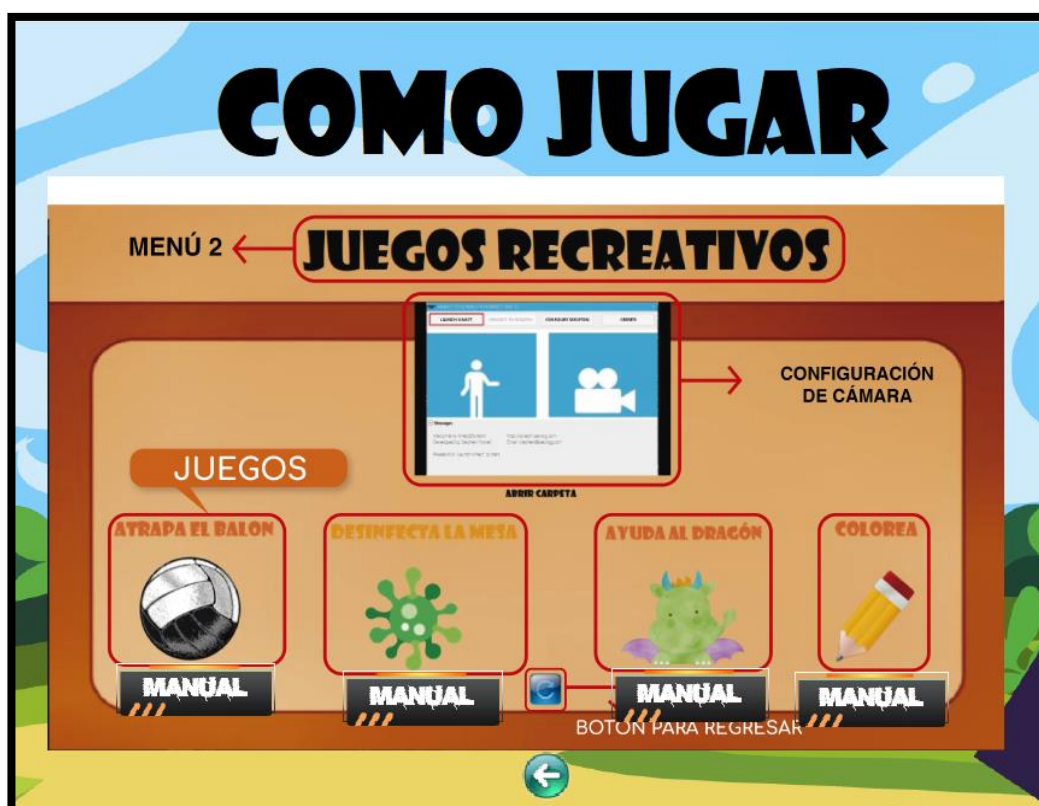 COMO JUGAR
MENÚ 2
JUEGOS RECREATIVOS
CONFIGURACIÓN
DE CÁMARA
JUEGOS
ABRIR CARPETA
ATRAPA EL BALON
DESINFECTA LA MESA
AYUDA AL DRAGÓN
COLOREA
MANUAL
MANUAL
MANUAL
MANUAL
BOTON PARA REGRESAR